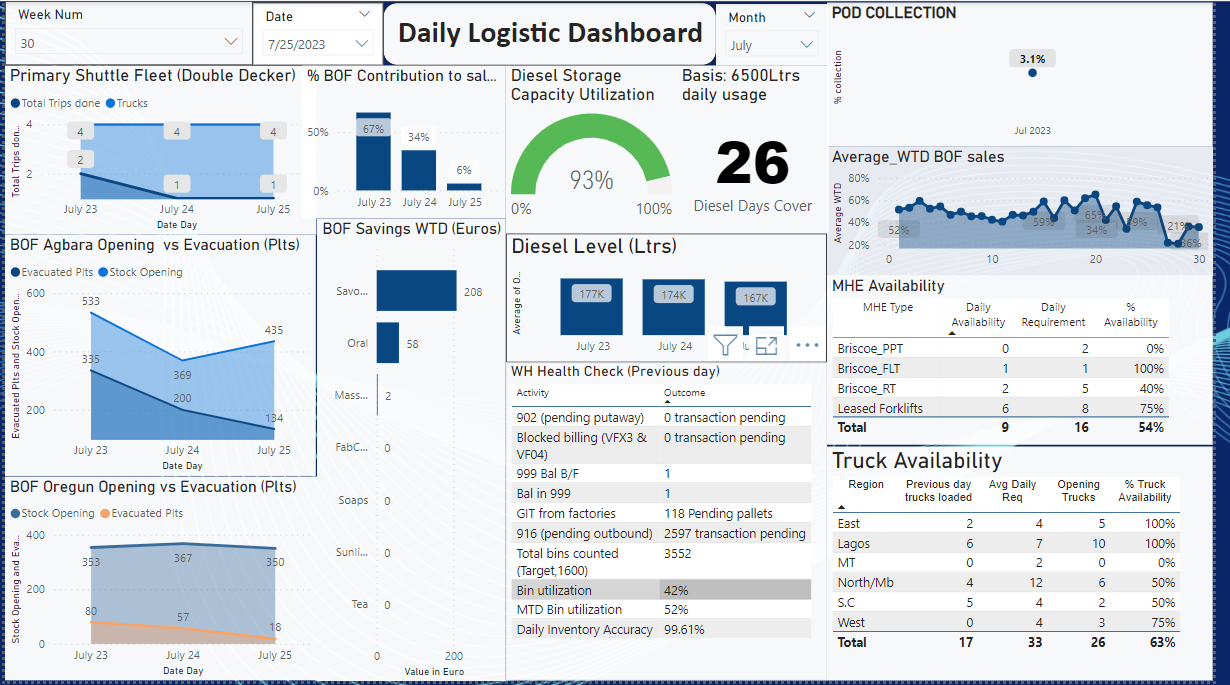 Week Num
30
Date
7/25/2023
Daily Logistic Dashboard
Month
July
Primary Shuttle Fleet (Double Decker)
Total Trips done Trucks
Total Trips don...
4
2
4 4 4
2
1 1
July 23 July 24 July 25
Date Day
% BOF Contribution to sal...
50%
0%
67%
34%
6%
July 23 July 24 July 25
Diesel Storage
Capacity Utilization
93%
0% 100%
Basis: 6500Ltrs
daily usage
26
Diesel Days Cover
POD COLLECTION
% collection
3.1%
Jul 2023
Average_WTD BOF sales
Average WTD
80%
60%
40%
20%
52%
59%
65%
34%
59%
21%
36%
0 10 20 30
BOF Agbara Opening vs Evacuation (Plts)
Evacuated Plts Stock Opening
Evacuated Plts and Stock Open...
600
400
200
533
369
435
335
200
134
July 23 July 24 July 25
Date Day
BOF Savings WTD (Euros)
Savo... 208
Oral 58
Mass... 2
FabC... 0
Soaps 0
Sunli... 0
Tea 0
0 200
Value in Euro
Diesel Level (Ltrs)
Average of O...
177K 174K 167K
July 23 July 24
MHE Availability
MHE Type Daily Availability Daily Requirement % Availability
Briscoe_PPT 0 2 0%
Briscoe_FLT 1 1 100%
Briscoe_RT 2 5 40%
Leased Forklifts 6 8 75%
Total 9 16 54%
BOF Oregun Opening vs Evacuation (Plts)
Stock Opening Evacuated Plts
Stock Opening and Eva...
400
200
0
353 367 350
80 57 18
July 23 July 24 July 25
Date Day
WH Health Check (Previous day)
Activity Outcome
902 (pending putaway) 0 transaction pending
Blocked billing (VFX3 & 0 transaction pending
VF04)
999 Bal B/F 1
Bal in 999 1
GIT from factories 118 Pending pallets
916 (pending outbound) 2597 transaction pending
Total bins counted 3552
(Target,1600)
Bin utilization 42%
MTD Bin utilization 52%
Daily Inventory Accuracy 99.61%
Truck Availability
Region Previous day Avg Daily Opening % Truck
trucks loaded Req Trucks Availability
East 2 4 5 100%
Lagos 6 7 10 100%
MT 0 2 0 0%
North/Mb 4 12 6 50%
S.C 5 4 2 50%
West 0 4 3 75%
Total 17 33 26 63%